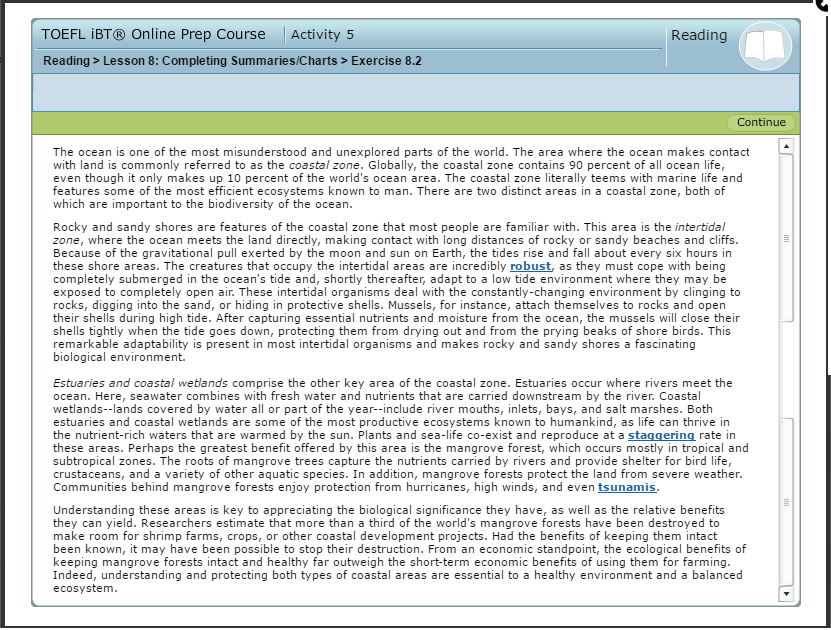 TOEFL iBT® Online Prep Course
Activity 5
Reading
Reading > Lesson 8: Completing Summaries/Charts > Exercise 8.2
Continue
The ocean is one of the most misunderstood and unexplored parts of the world. The area where the ocean makes contact
with land is commonly referred to as the coastal zone. Globally, the coastal zone contains 90 percent of all ocean life,
even though it only makes up 10 percent of the world's ocean area. The coastal zone literally teems with marine life and
features some of the most efficient ecosystems known to man. There are two distinct areas in a coastal zone, both of
which are important to the biodiversity of the ocean.
Rocky and sandy shores are features of the coastal zone that most people are familiar with. This area is the intertidal
zone, where the ocean meets the land directly, making contact with long distances of rocky or sandy beaches and cliffs.
Because of the gravitational pull exerted by the moon and sun on Earth, the tides rise and fall about every six hours in
these shore areas. The creatures that occupy the intertidal areas are incredibly robust, as they must cope with being
completely submerged in the ocean's tide and, shortly thereafter, adapt to a low tide environment where they may be
exposed to completely open air. These intertidal organisms deal with the constantly-changing environment by clinging to
rocks, digging into the sand, or hiding in protective shells. Mussels, for instance, attach themselves to rocks and open
their shells during high tide. After capturing essential nutrients and moisture from the ocean, the mussels will close their
shells tightly when the tide goes down, protecting them from drying out and from the prying beaks of shore birds. This
remarkable adaptability is present in most intertidal organisms and makes rocky and sandy shores a fascinating
biological environment.
Estuaries and coastal wetlands comprise the other key area of the coastal zone. Estuaries occur where rivers meet the
ocean. Here, seawater combines with fresh water and nutrients that are carried downstream by the river. Coastal
wetlands--lands covered by water all or part of the year--include river mouths, inlets, bays, and salt marshes. Both
estuaries and coastal wetlands are some of the most productive ecosystems known to humankind, as life can thrive in
the nutrient-rich waters that are warmed by the sun. Plants and sea-life co-exist and reproduce at a staggering rate in
these areas. Perhaps the greatest benefit offered by this area is the mangrove forest, which occurs mostly in tropical and
subtropical zones. The roots of mangrove trees capture the nutrients carried by rivers and provide shelter for bird life,
crustaceans, and a variety of other aquatic species. In addition, mangrove forests protect the land from severe weather.
Communities behind mangrove forests enjoy protection from hurricanes, high winds, and even tsunamis.
Understanding these areas is key to appreciating the biological significance they have, as well as the relative benefits
they can yield. Researchers estimate that more than a third of the world's mangrove forests have been destroyed to
make room for shrimp farms, crops, or other coastal development projects. Had the benefits of keeping them intact
been known, it may have been possible to stop their destruction. From an economic standpoint, the ecological benefits of
keeping mangrove forests intact and healthy far outweigh the short-term economic benefits of using them for farming.
Indeed, understanding and protecting both types of coastal areas are essential to a healthy environment and a balanced
ecosystem.